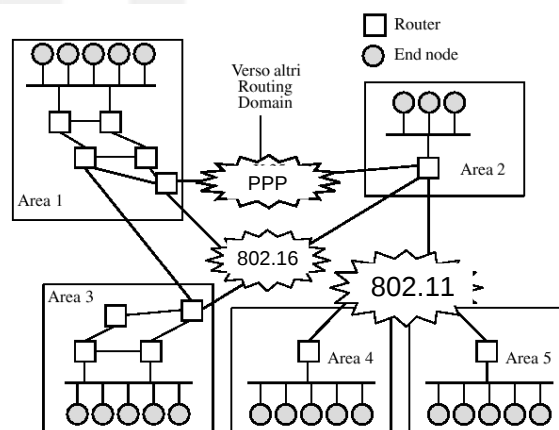 Router
End node
Verso altri
Routing
Domain
Area 1
PPP
Area 2
802.16
802.11
Area 3
Area 4
Area 5